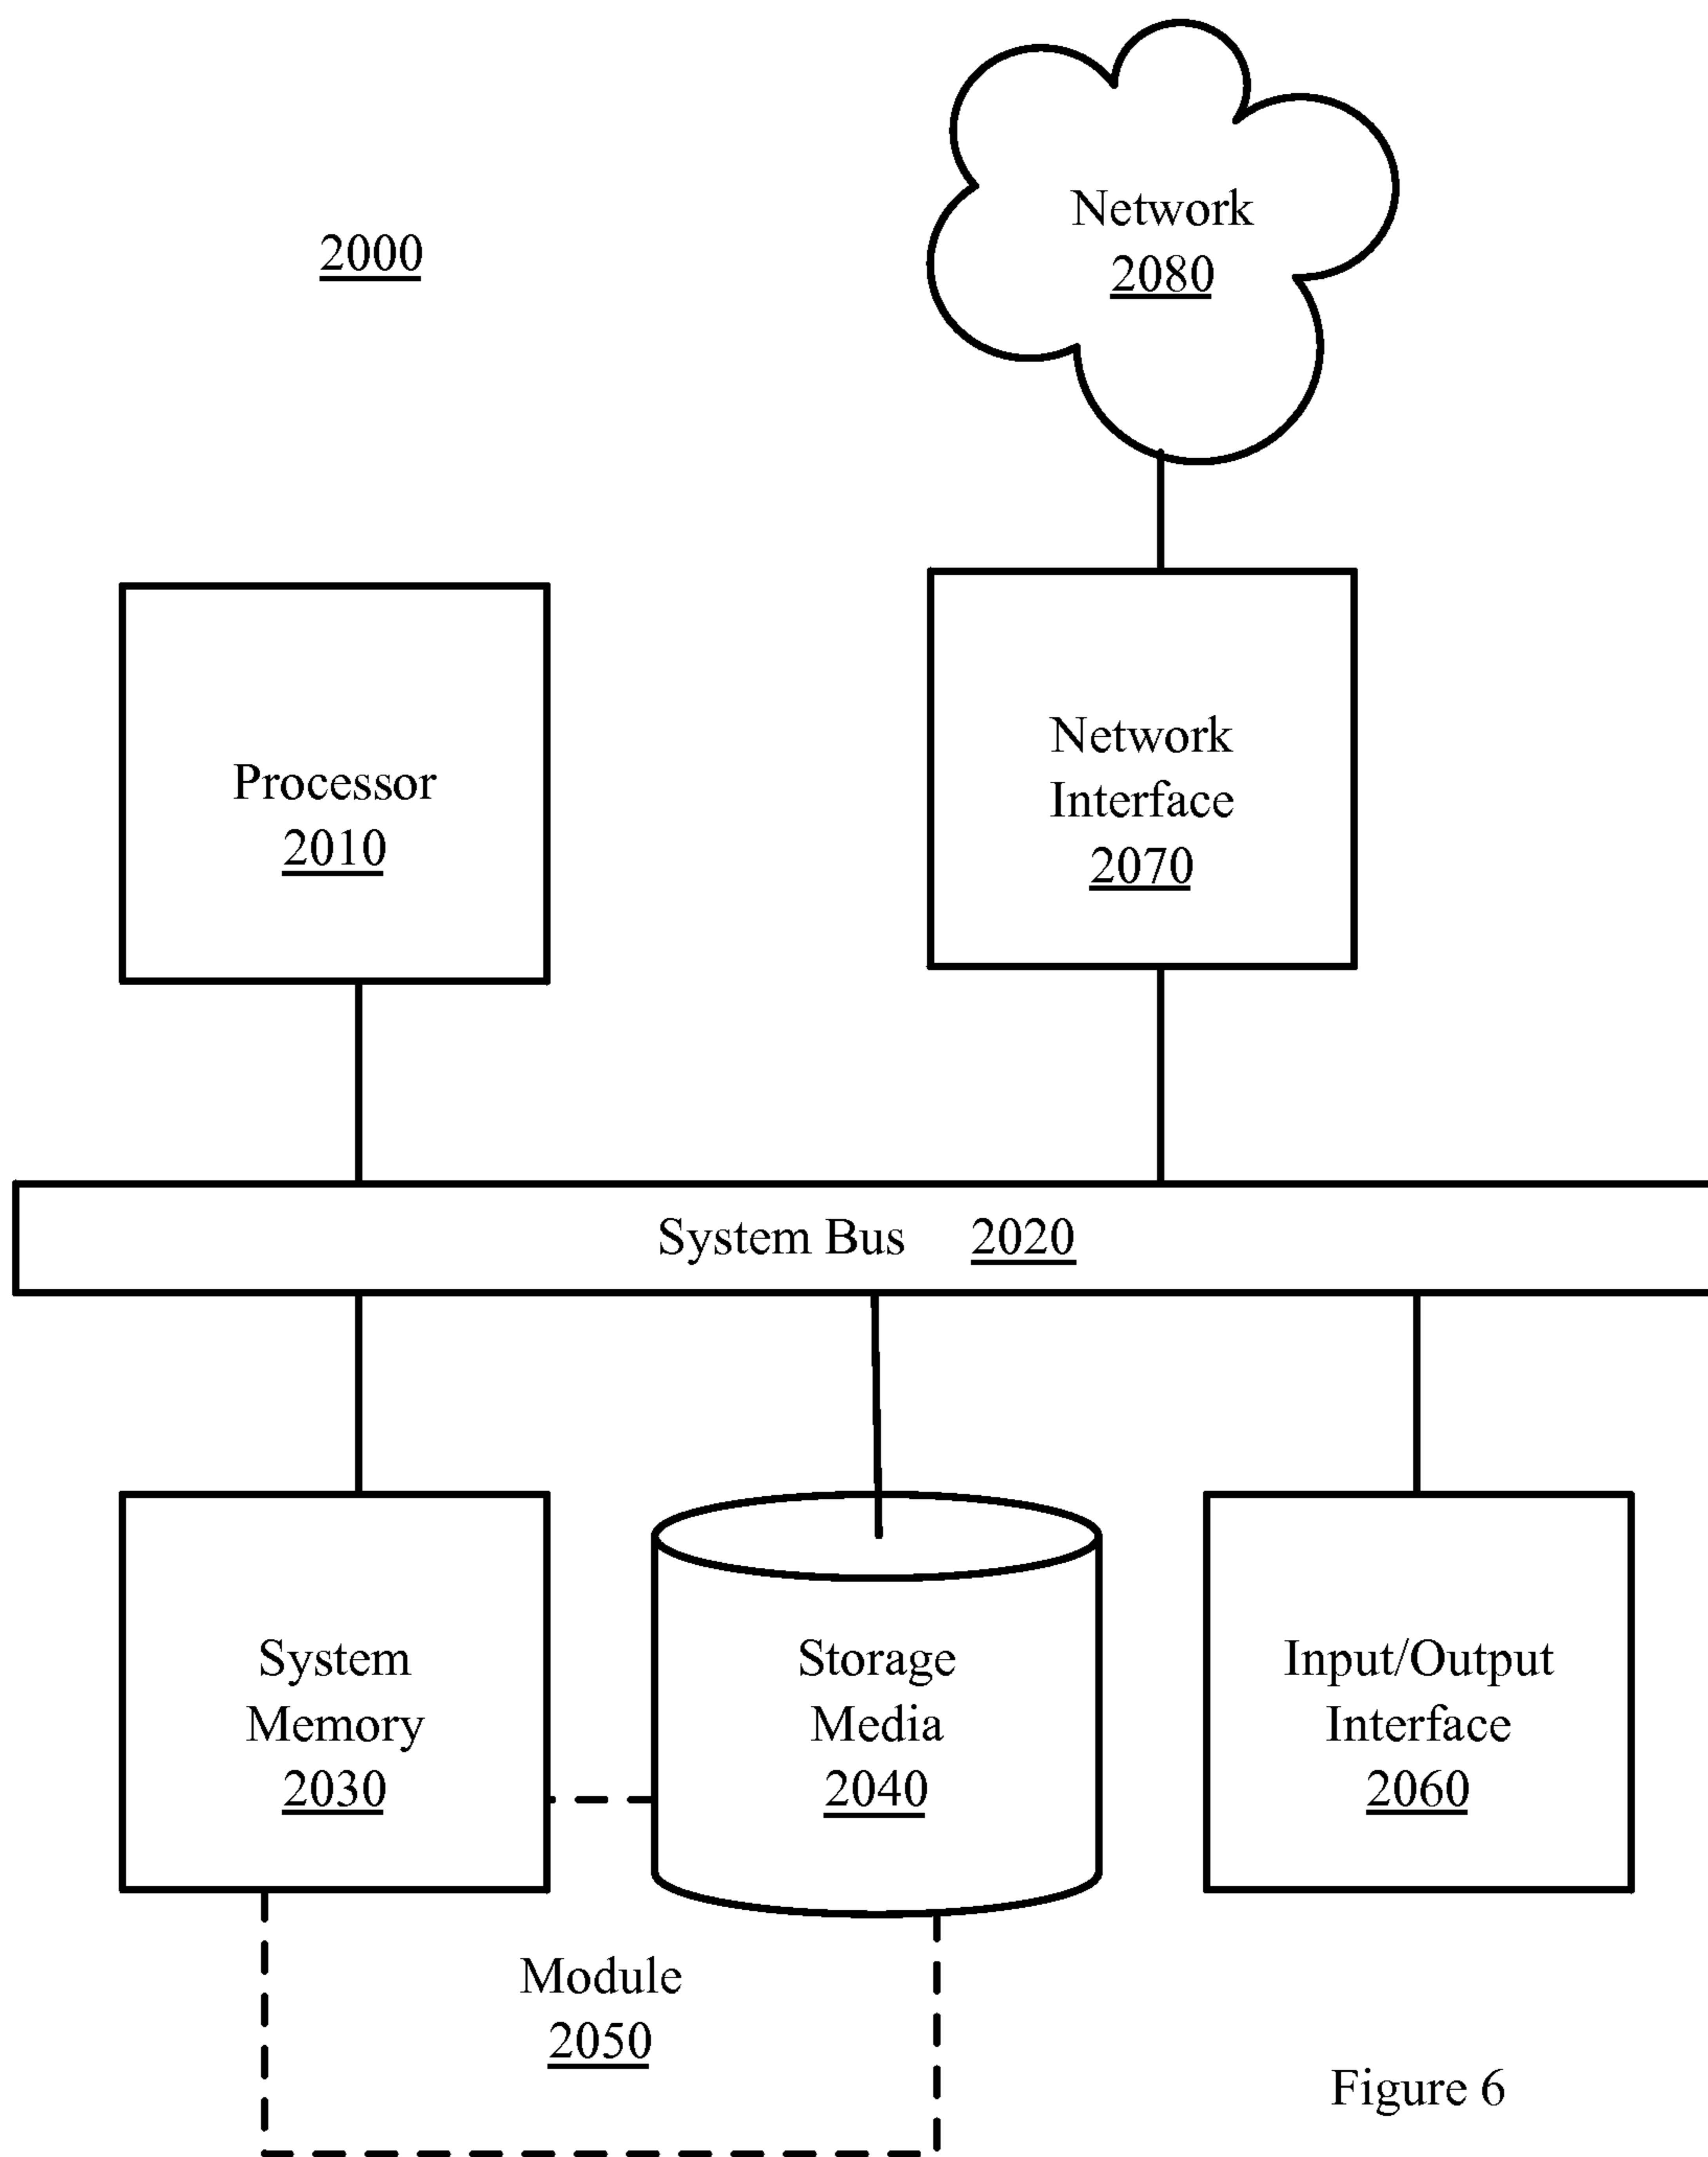 Network
2080
2000
Network
Interface
2070
Processor
2010
System Bus 2020
System
Memory
2030
Storage
Media
2040
Input/Output
Interface
2060
Module
2050
Figure 6